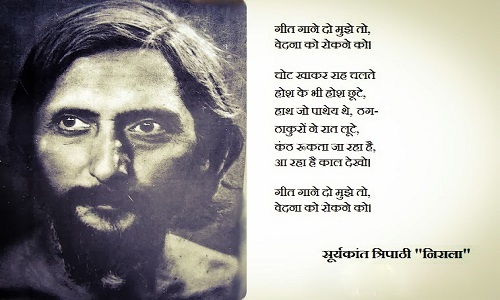 गीत गाने दो मुझे तो,
वेदना को रोकने को।
चोट खाकर राह चलते
होश के भी होश छूटे,
हाथ जो पाथेय थे, ठग-
ठाकुरों ने रात लूटे,
कंठ रूकता जा रहा है,
आ रहा है काल देखो।
गीत गाने दो मुझे तो,
वेदना को रोकने को।
सूर्यकांत त्रिपाठी "निराला"